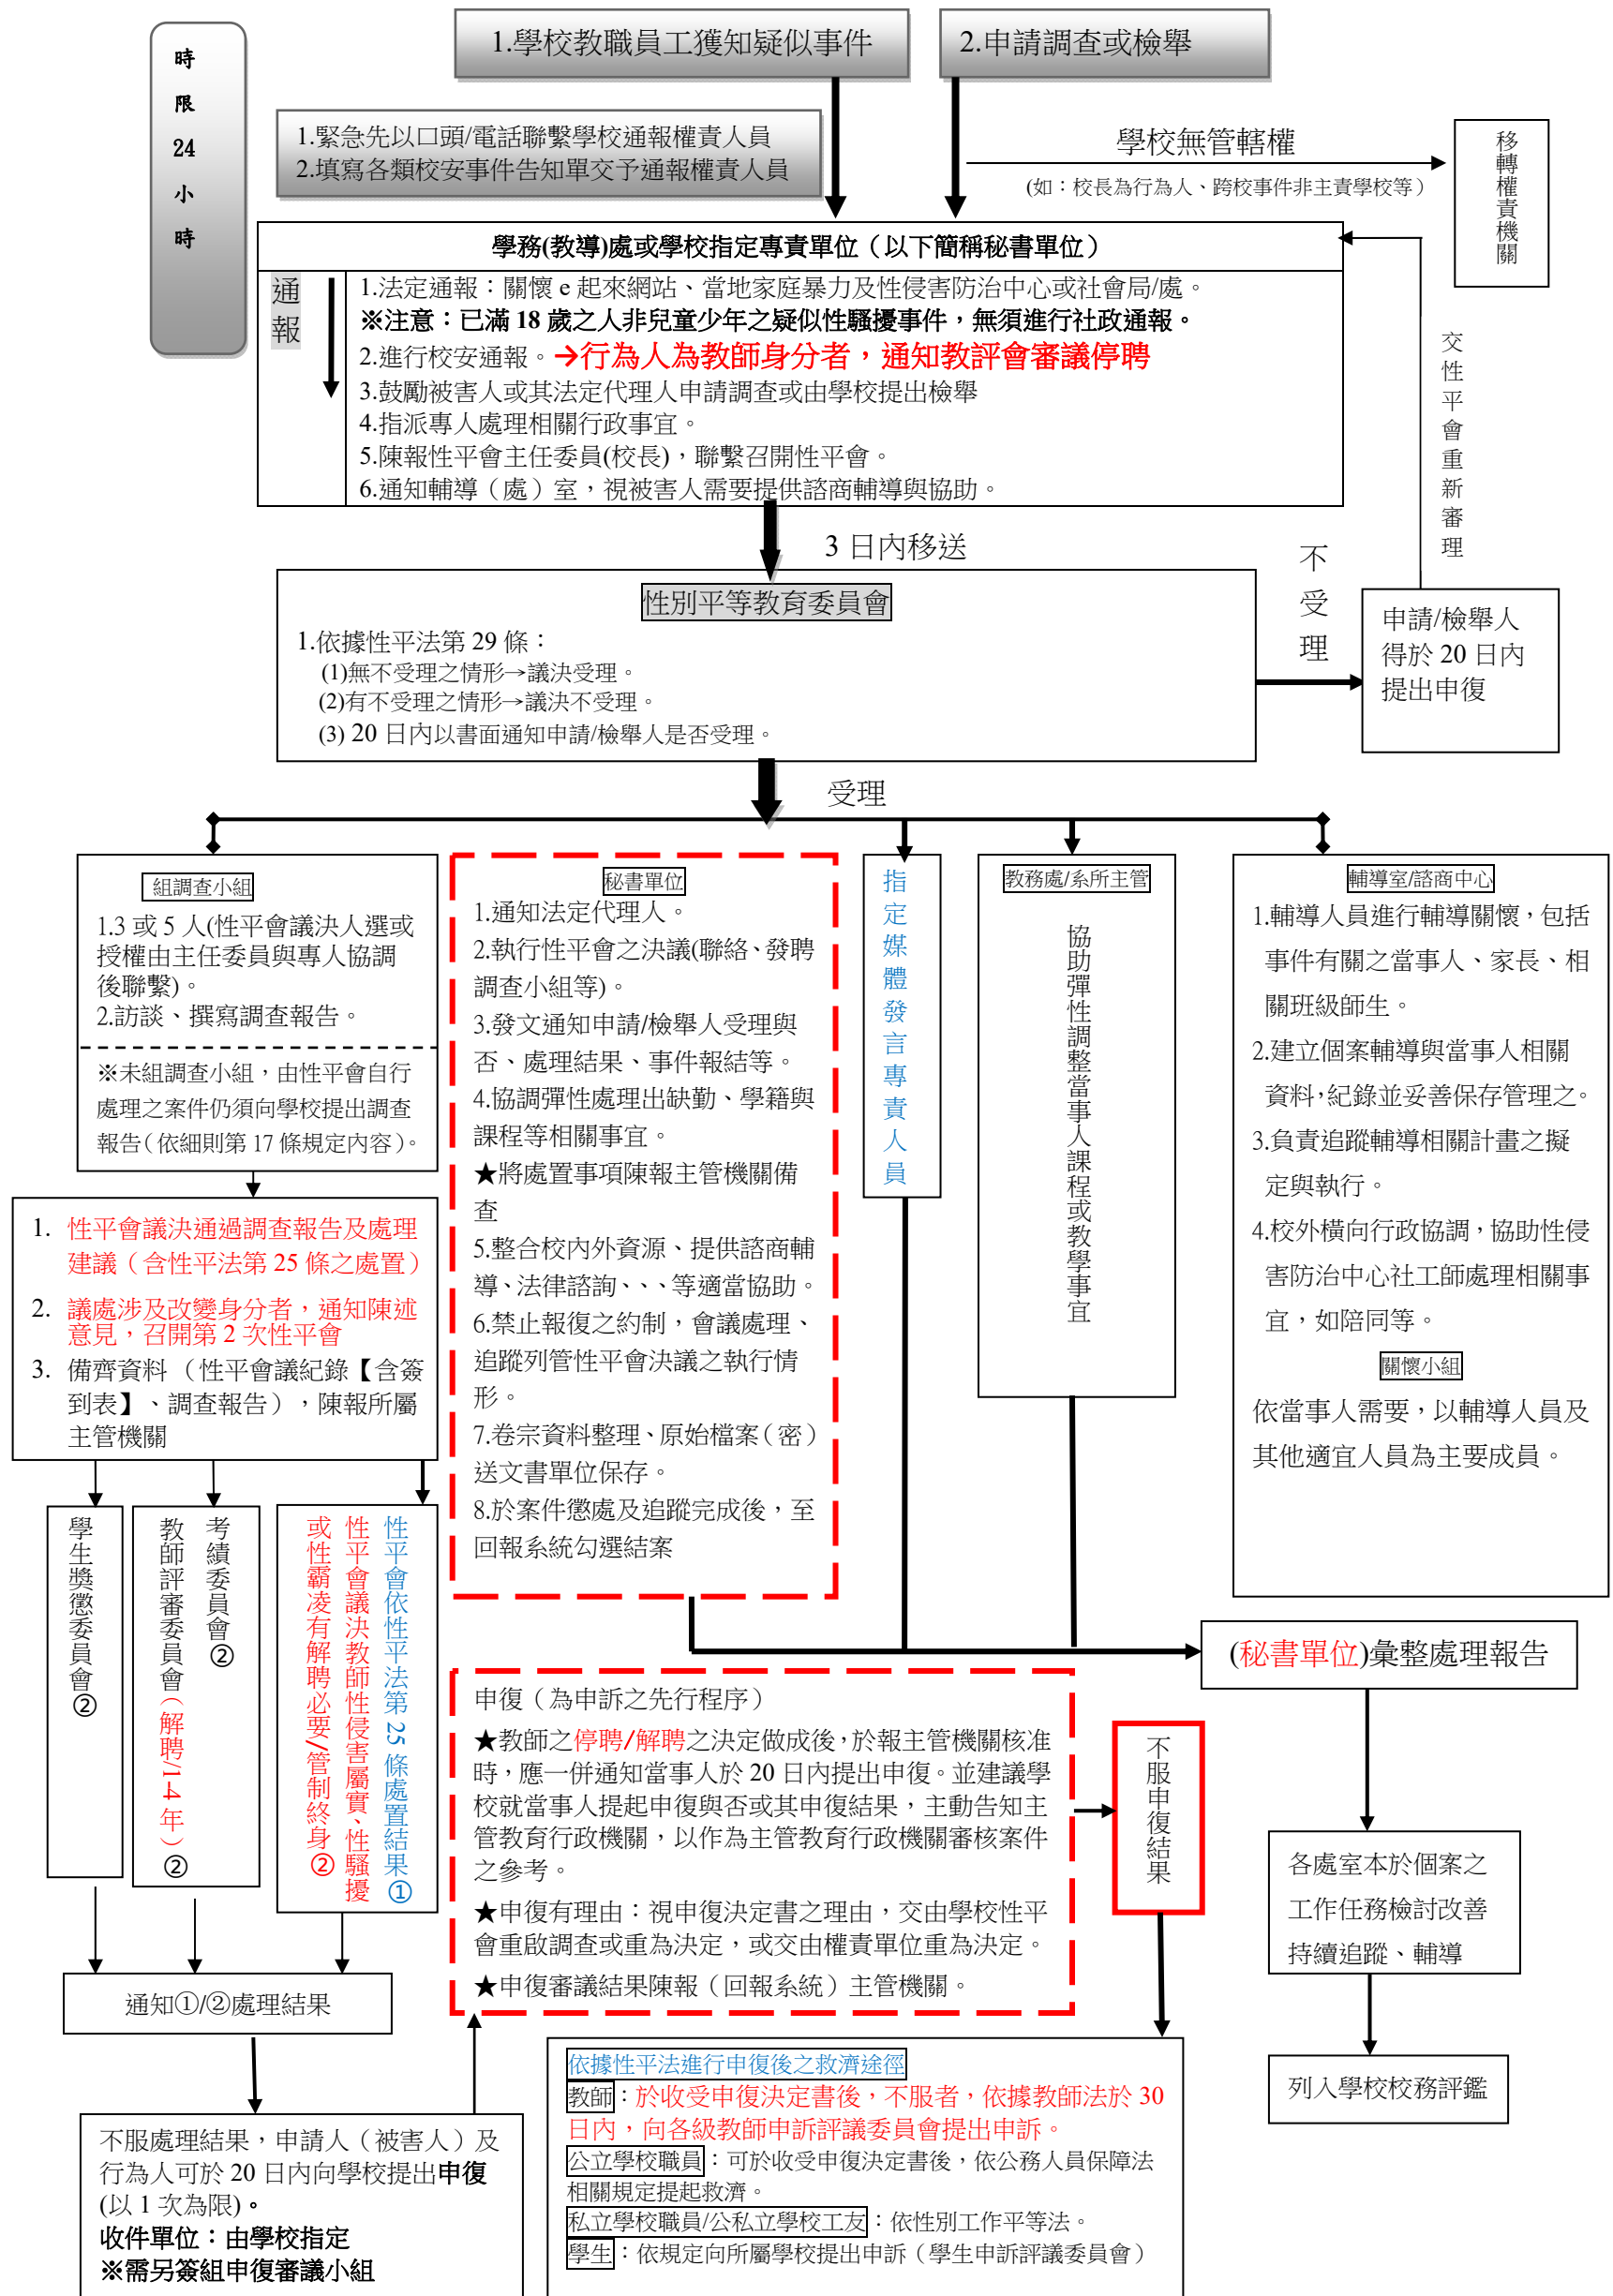 時
限
24
小
時
1.學校教職員工獲知疑似事件
2.申請調查或檢舉
1.緊急先以口頭/電話聯繫學校通報權責人員
2.填寫各類校安事件告知單交予通報權責人員
學校無管轄權
(如：校長為行為人、跨校事件非主責學校等）
移轉權責機關
學務(教導)處或學校指定專責單位（以下簡稱秘書單位）
通
報
1.法定通報：關懷 e 起來網站、當地家庭暴力及性侵害防治中心或社會局/處。
※注意：已滿 18 歲之人非兒童少年之疑似性騷擾事件，無須進行社政通報。
2.進行校安通報。→行為人為教師身分者，通知教評會審議停聘
3.鼓勵被害人或其法定代理人申請調查或由學校提出檢舉
4.指派專人處理相關行政事宜。
5.陳報性平會主任委員(校長)，聯繫召開性平會。
6.通知輔導（處）室，視被害人需要提供諮商輔導與協助。
交性平會重新審理
3 日內移送
性別平等教育委員會
1.依據性平法第 29 條：
(1)無不受理之情形→議決受理。
(2)有不受理之情形→議決不受理。
(3) 20 日內以書面通知申請/檢舉人是否受理。
不受理
申請/檢舉人
得於 20 日內
提出申復
受理
組調查小組
1.3 或 5 人(性平會議決人選或
授權由主任委員與專人協調
後聯繫)。
2.訪談、撰寫調查報告。
※未組調查小組，由性平會自行
處理之案件仍須向學校提出調查
報告（依細則第 17 條規定內容）。
秘書單位
1.通知法定代理人。
2.執行性平會之決議(聯絡、發聘
調查小組等)。
3.發文通知申請/檢舉人受理與
否、處理結果、事件報結等。
4.協調彈性處理出缺勤、學籍與
課程等相關事宜。
★將處置事項陳報主管機關備
查
5.整合校內外資源、提供諮商輔
導、法律諮詢、、、等適當協助。
6.禁止報復之約制，會議處理、
追蹤列管性平會決議之執行情
形。
7.卷宗資料整理、原始檔案（密）
送文書單位保存。
8.於案件懲處及追蹤完成後，至
回報系統勾選結案
指定媒體發言專責人員
教務處/系所主管
協助彈性調整當事人課程或教學事宜
輔導室/諮商中心
1.輔導人員進行輔導關懷，包括
事件有關之當事人、家長、相
關班級師生。
2.建立個案輔導與當事人相關
資料，紀錄並妥善保存管理之。
3.負責追蹤輔導相關計畫之擬
定與執行。
4.校外橫向行政協調，協助性侵
害防治中心社工師處理相關事
宜，如陪同等。
關懷小組
依當事人需要，以輔導人員及
其他適宜人員為主要成員。
1. 性平會議決通過調查報告及處理
建議（含性平法第 25 條之處置）
2. 議處涉及改變身分者，通知陳述
意見，召開第 2 次性平會
3. 備齊資料 （性平會議紀錄【含簽
到表】、調查報告），陳報所屬
主管機關
學生獎懲委員會②
考績委員會②
教師評審委員會（解聘/1-4 年）②
性平會依性平法第 25 條處置結果①
性平會議決教師性侵害屬實、性騷擾
或性霸凌有解聘必要/管制終身②
(秘書單位)彙整處理報告
申復（為申訴之先行程序）
★教師之停聘/解聘之決定做成後，於報主管機關核准
時，應一併通知當事人於 20 日內提出申復。並建議學
校就當事人提起申復與否或其申復結果，主動告知主
管教育行政機關，以作為主管教育行政機關審核案件
之參考。
★申復有理由：視申復決定書之理由，交由學校性平
會重啟調查或重為決定，或交由權責單位重為決定。
★申復審議結果陳報（回報系統）主管機關。
不服申復結果
各處室本於個案之
工作任務檢討改善
持續追蹤、輔導
通知①/②處理結果
列入學校校務評鑑
不服處理結果，申請人（被害人）及
行為人可於 20 日內向學校提出申復
(以 1 次為限)。
收件單位：由學校指定
※需另簽組申復審議小組
依據性平法進行申復後之救濟途徑
教師：於收受申復決定書後，不服者，依據教師法於 30
日內，向各級教師申訴評議委員會提出申訴。
公立學校職員：可於收受申復決定書後，依公務人員保障法
相關規定提起救濟。
私立學校職員/公私立學校工友：依性別工作平等法。
學生：依規定向所屬學校提出申訴（學生申訴評議委員會）